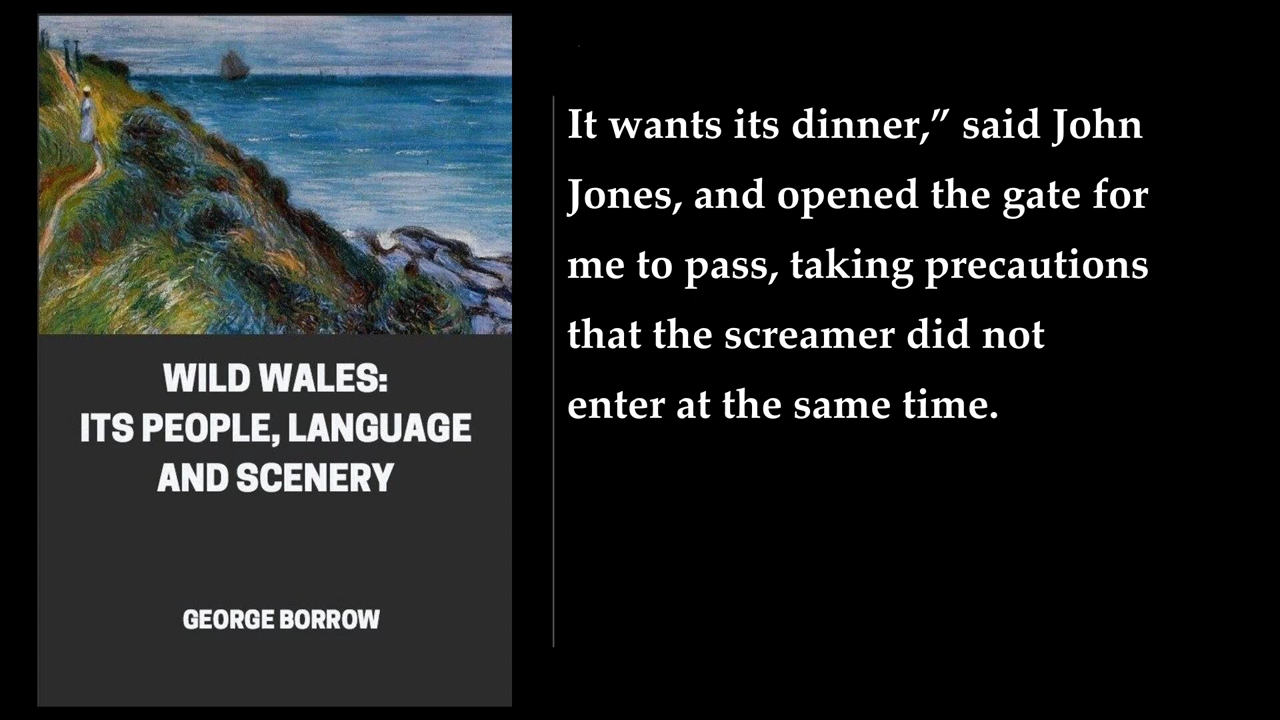 WILD WALES:
ITS PEOPLE, LANGUAGE
AND SCENERY
GEORGE BORROW
It wants its dinner,” said John
Jones, and opened the gate for
me to pass, taking precautions
that the screamer did not
enter at the same time.